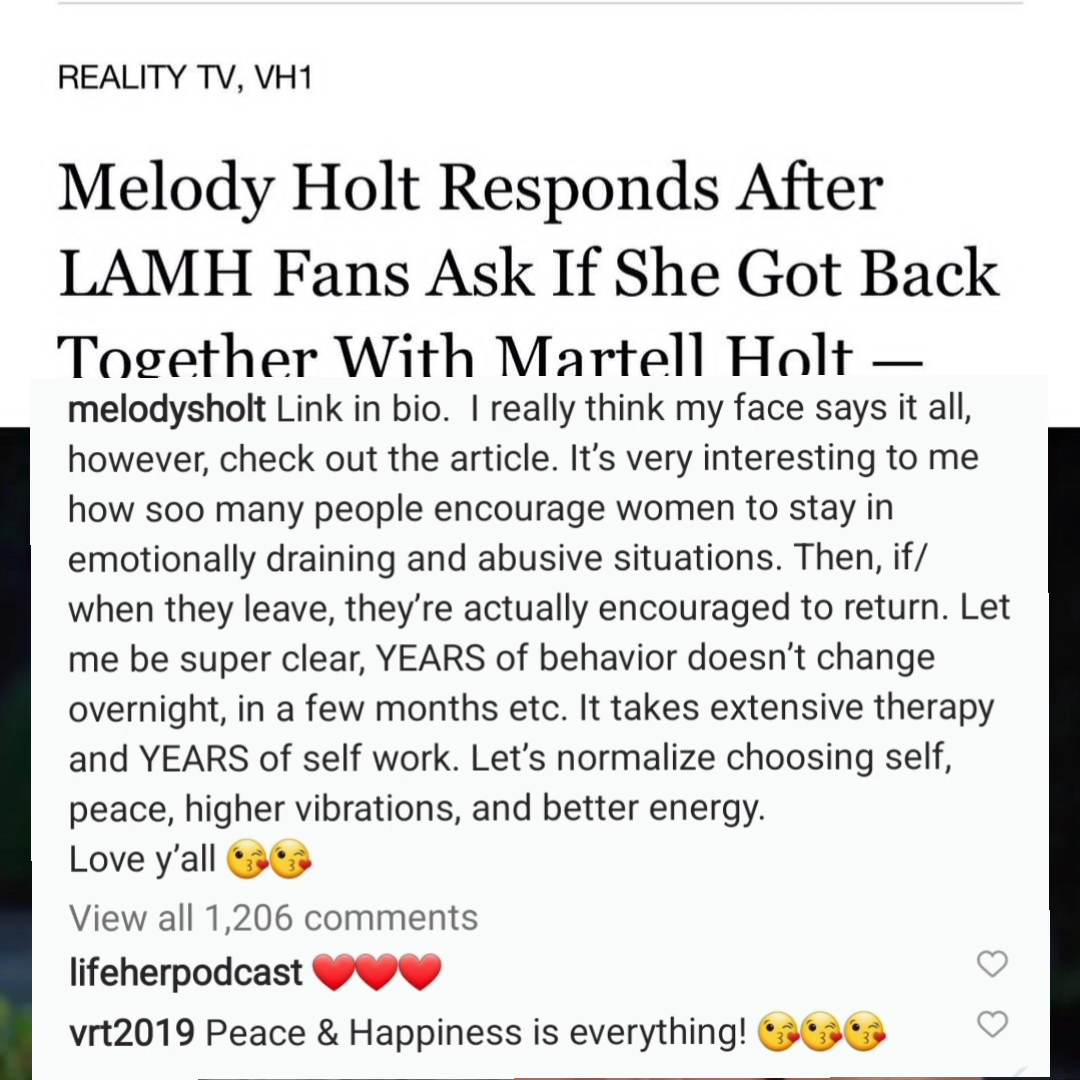 REALITY TV, VH1
Melody Holt Responds After
LAMH Fans Ask If She Got Back
Together With Martell Holt —
melodysholt Link in bio.  I really think my face says it all,
however, check out the article. It’s very interesting to me
how soo many people encourage women to stay in
emotionally draining and abusive situations. Then, if/
when they leave, they’re actually encouraged to return. Let
me be super clear, YEARS of behavior doesn’t change
overnight, in a few months etc. It takes extensive therapy
and YEARS of self work. Let’s normalize choosing self,
peace, higher vibrations, and better energy.
Love y’all 😘😘
View all 1,206 comments
lifeherpodcast ❤️❤️❤️
vrt2019 Peace & Happiness is everything! 😘😘😘